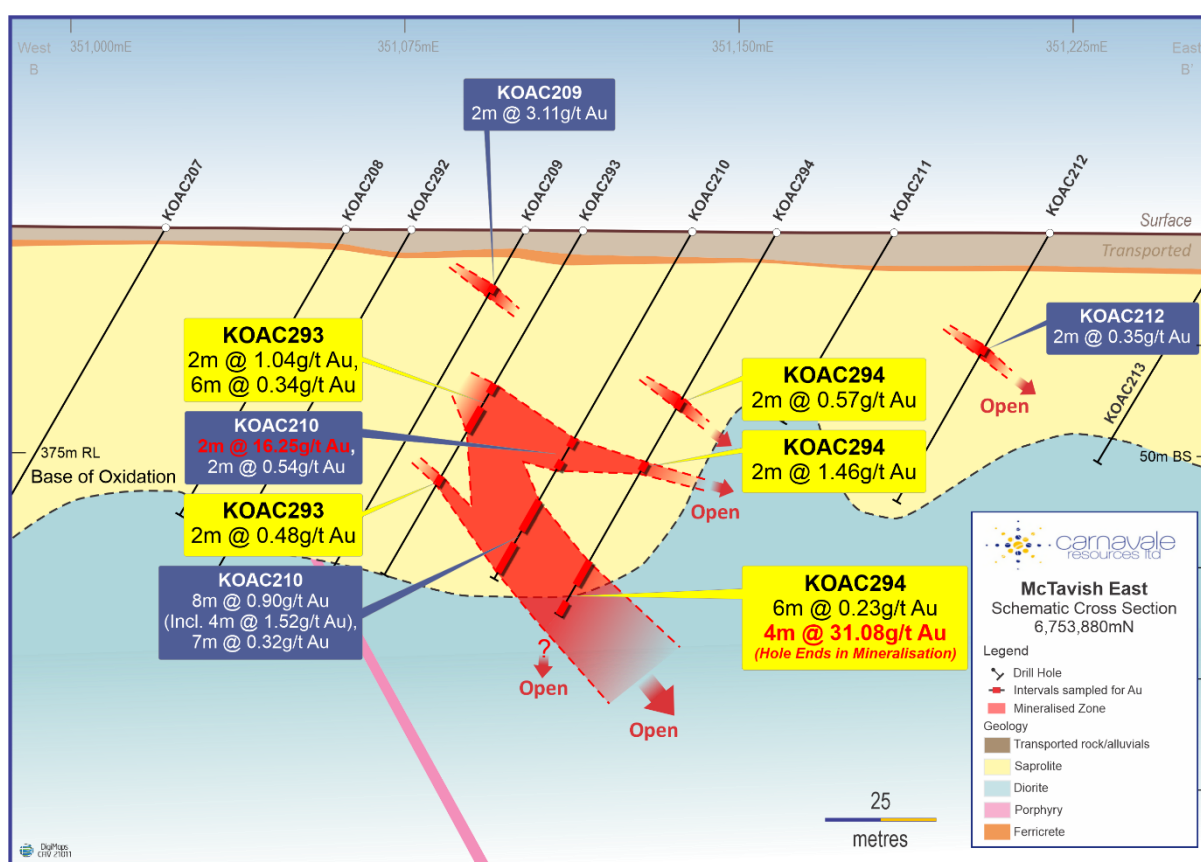 West
B
351,000mE
351,075mE
351,150mE
351,225mE
East
B'
KOAC209
2m @ 3.11g/t Au
KOAC207
KOAC208
KOAC292
KOAC209
KOAC293
KOAC210
KOAC294
KOAC211
KOAC212
Surface
Transported
KOAC293
2m @ 1.04g/t Au,
6m @ 0.34g/t Au
KOAC212
2m @ 0.35g/t Au
KOAC294
2m @ 0.57g/t Au
Open
KOAC213
KOAC210
2m @ 16.25g/t Au,
2m @ 0.54g/t Au
KOAC294
2m @ 1.46g/t Au
375m RL
Base of Oxidation
50m BS
KOAC293
2m @ 0.48g/t Au
Open
KOAC210
8m @ 0.90g/t Au
(Incl. 4m @ 1.52g/t Au),
7m @ 0.32g/t Au
KOAC294
6m @ 0.23g/t Au
4m @ 31.08g/t Au
(Hole Ends in Mineralisation)
?
Open
Open
carnavale
resources ltd
McTavish East
Schematic Cross Section
6,753,880mN
Legend
Drill Hole
Intervals sampled for Au
Mineralised Zone
Geology
Transported rock/alluvials
Saprolite
Diorite
Porphyry
Ferricrete
25
metres
DigMaps
CAV 21011